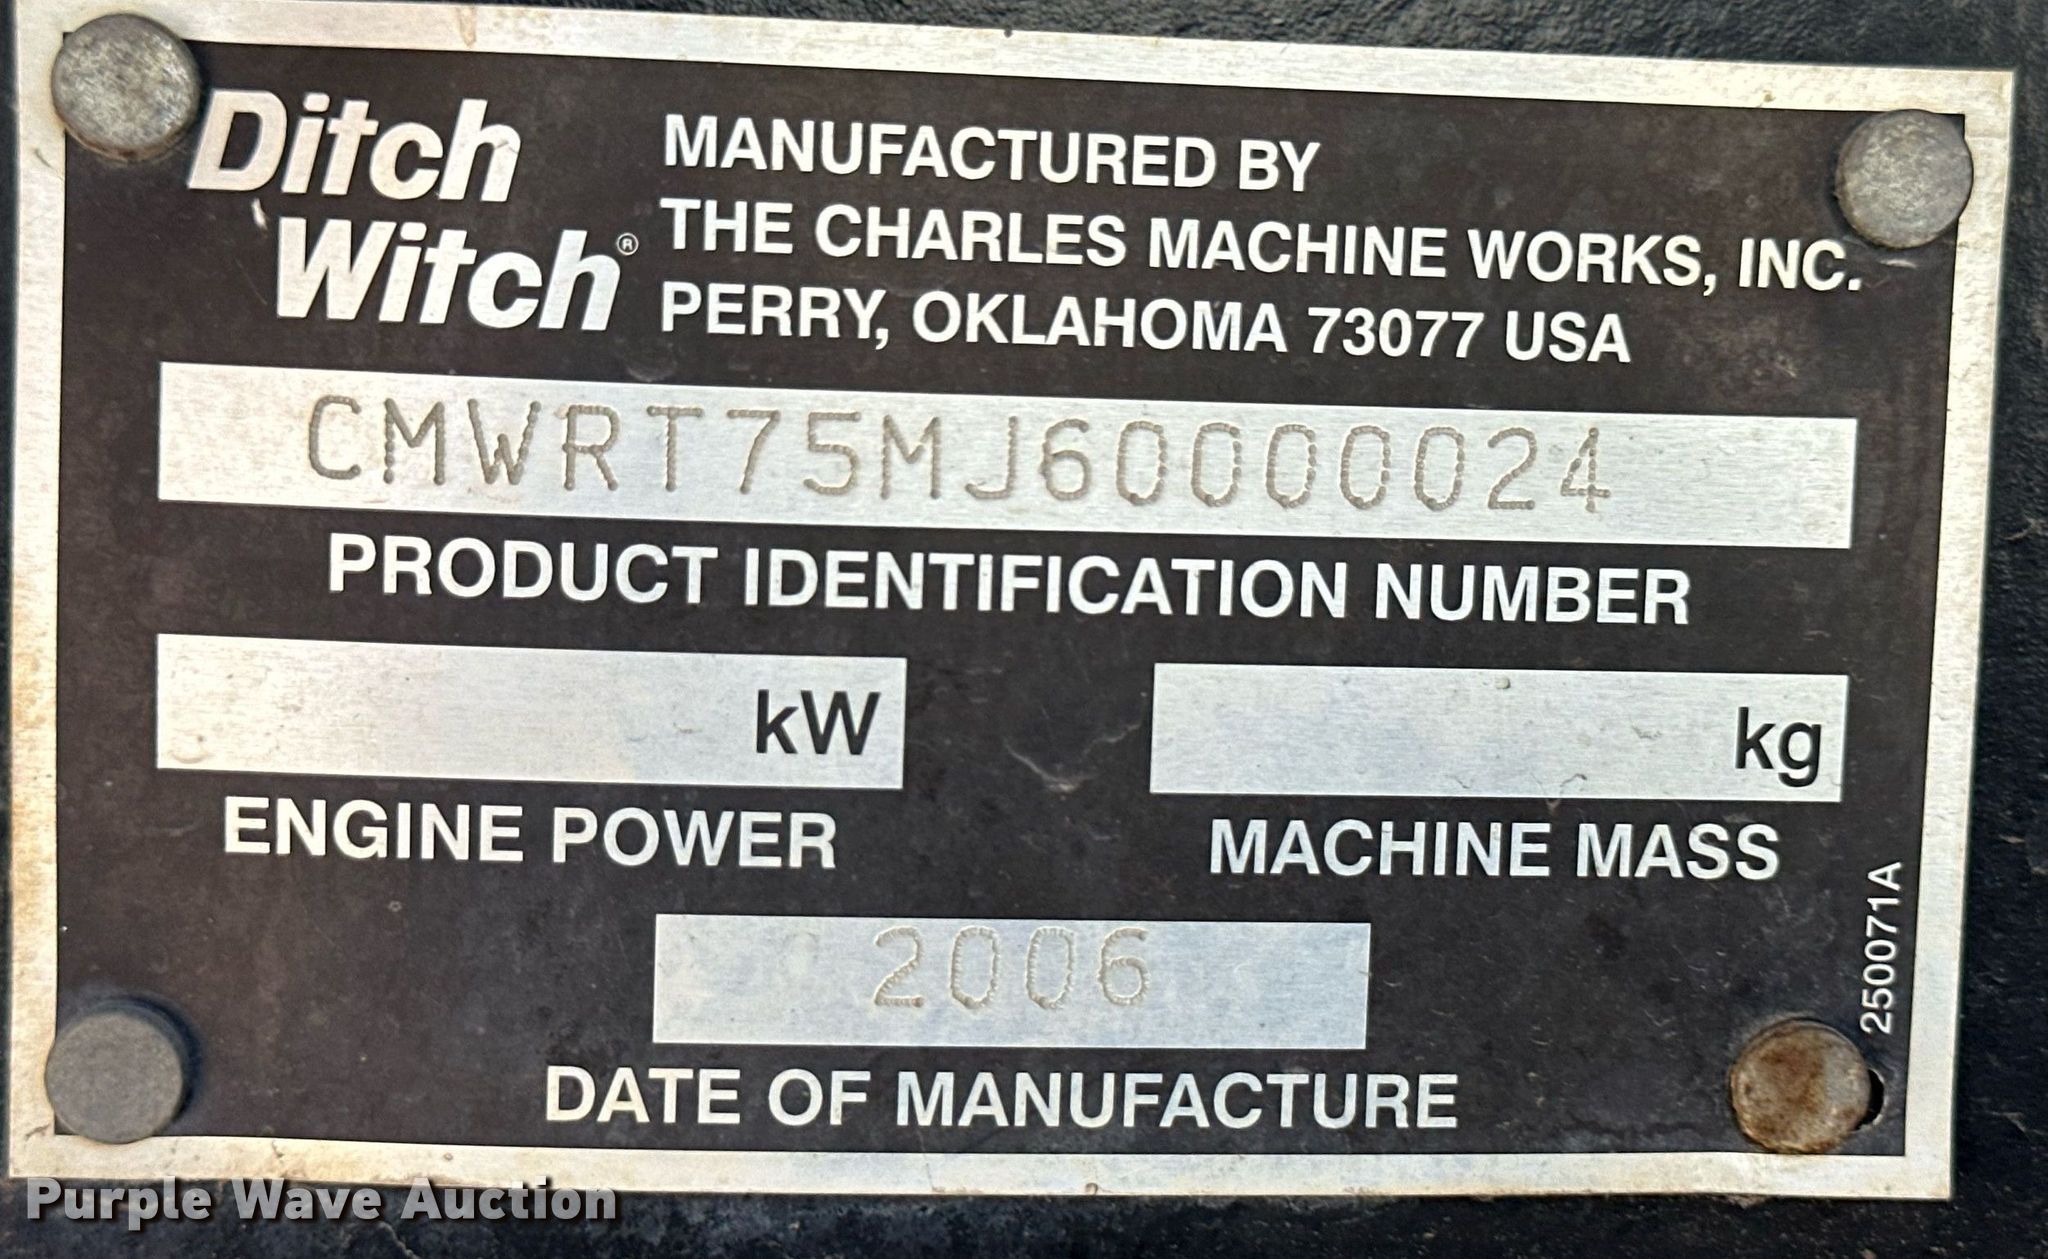 Ditch
Witch®
MANUFACTURED BY
THE CHARLES MACHINE WORKS, INC.
PERRY, OKLAHOMA 73077 USA
CMWRT75MJ60000024
PRODUCT IDENTIFICATION NUMBER
kW
ENGINE POWER
kg
MACHINE MASS
2006
DATE OF MANUFACTURE
250071A
Purple Wave Auction